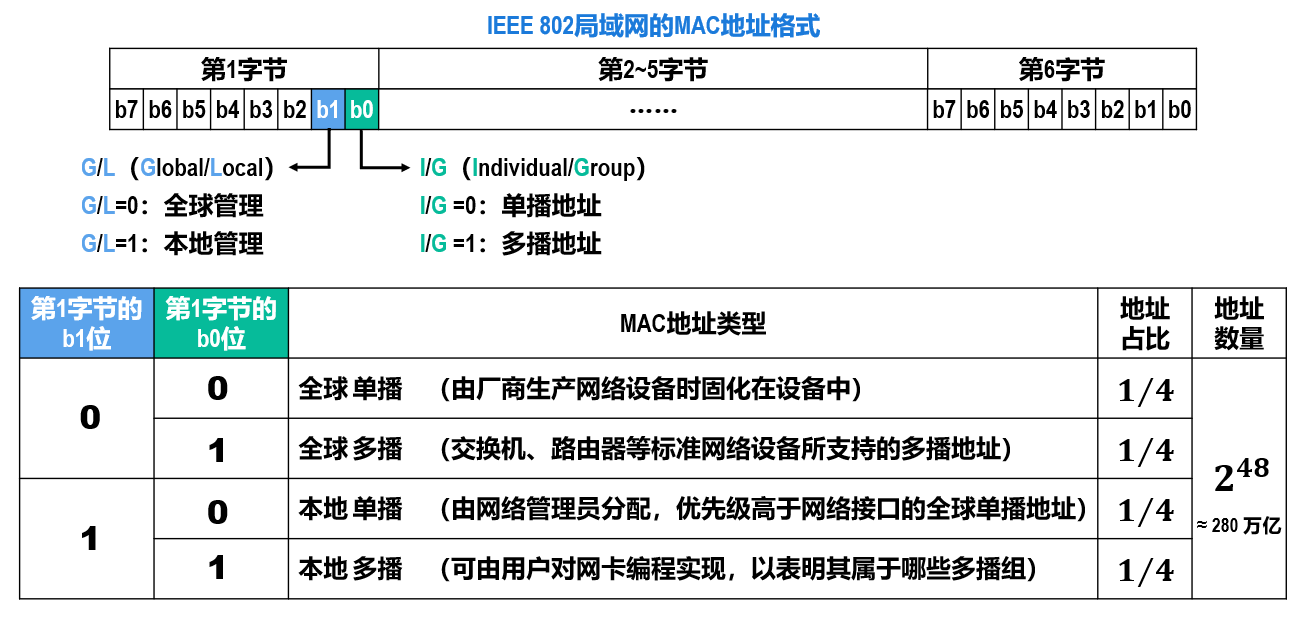 IEEE 802局域网的MAC地址格式
第1字节 第2~5字节 第6字节
b7 b6 b5 b4 b3 b2 b1 b0 …… b7 b6 b5 b4 b3 b2 b1 b0
G/L（Global/Local） I/G（Individual/Group）
G/L=0：全球管理 I/G =0：单播地址
G/L=1：本地管理 I/G =1：多播地址
第1字节的 第1字节的 MAC地址类型 地址 地址
b1位 b0位 占比 数量
0 0 全球 单播 （由厂商生产网络设备时固化在设备中） 1/4
1 全球 多播 （交换机、路由器等标准网络设备所支持的多播地址） 1/4
1 0 本地 单播 （由网络管理员分配，优先级高于网络接口的全球单播地址） 1/4
1 本地 多播 （可由用户对网卡编程实现，以表明其属于哪些多播组） 1/4
2⁴⁸
≈ 280 万亿